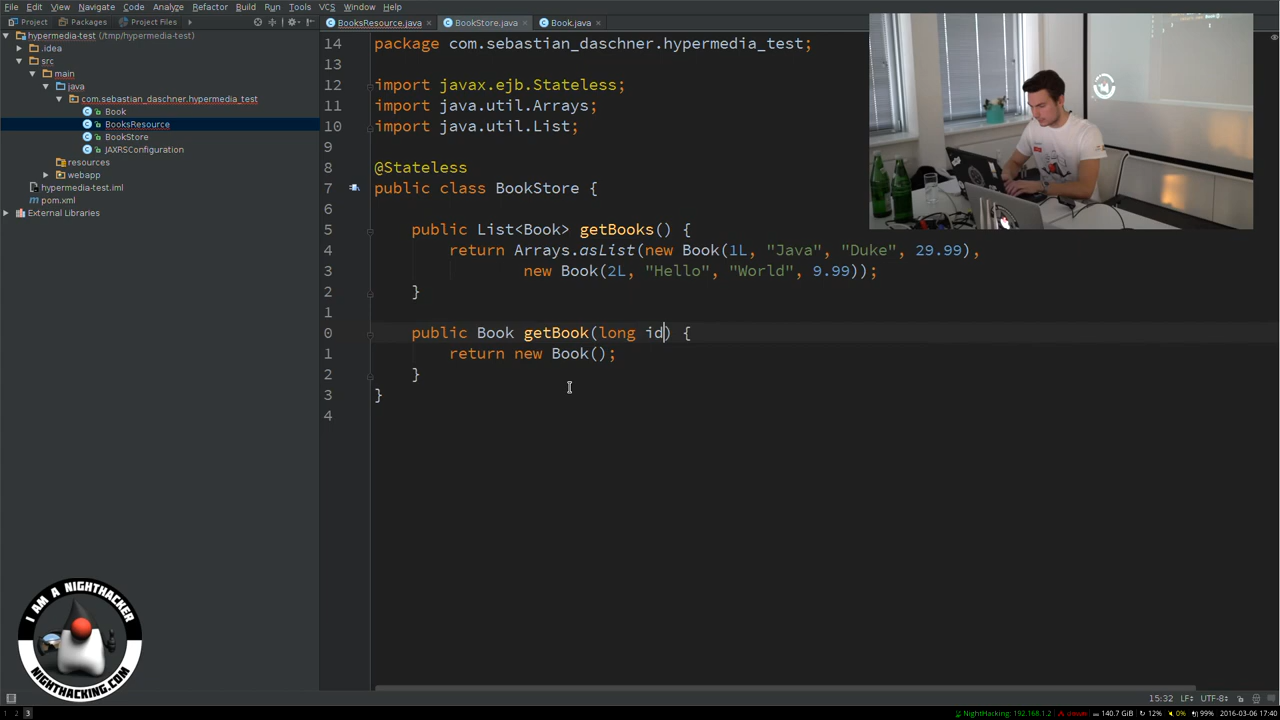 File Edit View Navigate Code Analyze Refactor Build Run Tools VCS Window Help
Project Packages Project Files
BooksResource.java BookStore.java Book.java
hypermedia-test (/tmp/hypermedia-test)
.idea
src
main
java
com.sebastian_daschner.hypermedia_test
Book
BooksResource
BookStore
JAXRSConfiguration
resources
webapp
hypermedia-test.iml
pom.xml
External Libraries
14 package com.sebastian_daschner.hypermedia_test;
13
12 import javax.ejb.Stateless;
11 import java.util.Arrays;
10 import java.util.List;
9
8 @Stateless
7 public class BookStore {
6
5 public List<Book> getBooks() {
4 return Arrays.asList(new Book(1L, "Java", "Duke", 29.99),
3 new Book(2L, "Hello", "World", 9.99));
2 }
1
0 public Book getBook(long id) {
1 return new Book();
2 }
3 }
4
I AM A NIGHTHACKER
NIGHTHACKING.COM
15:32 LF UTF-8
1 2 3
NightHacking: 192.168.1.2 140.7 GiB 12% 0% 99% 2016-03-06 17:40